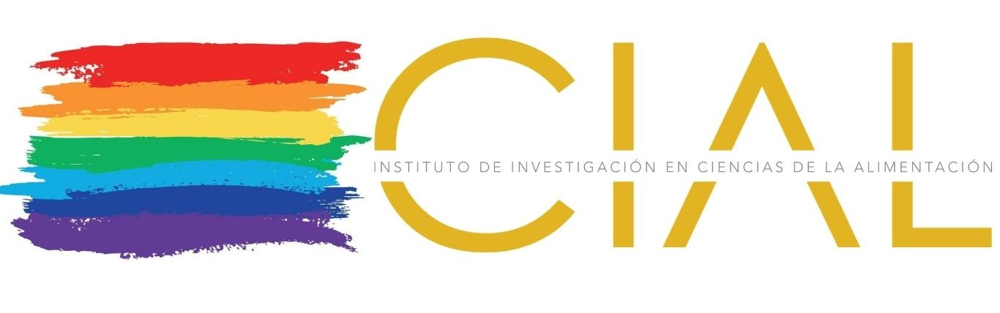 CIAL
INSTITUTO DE INVESTIGACIÓN EN CIENCIAS DE LA ALIMENTACIÓN